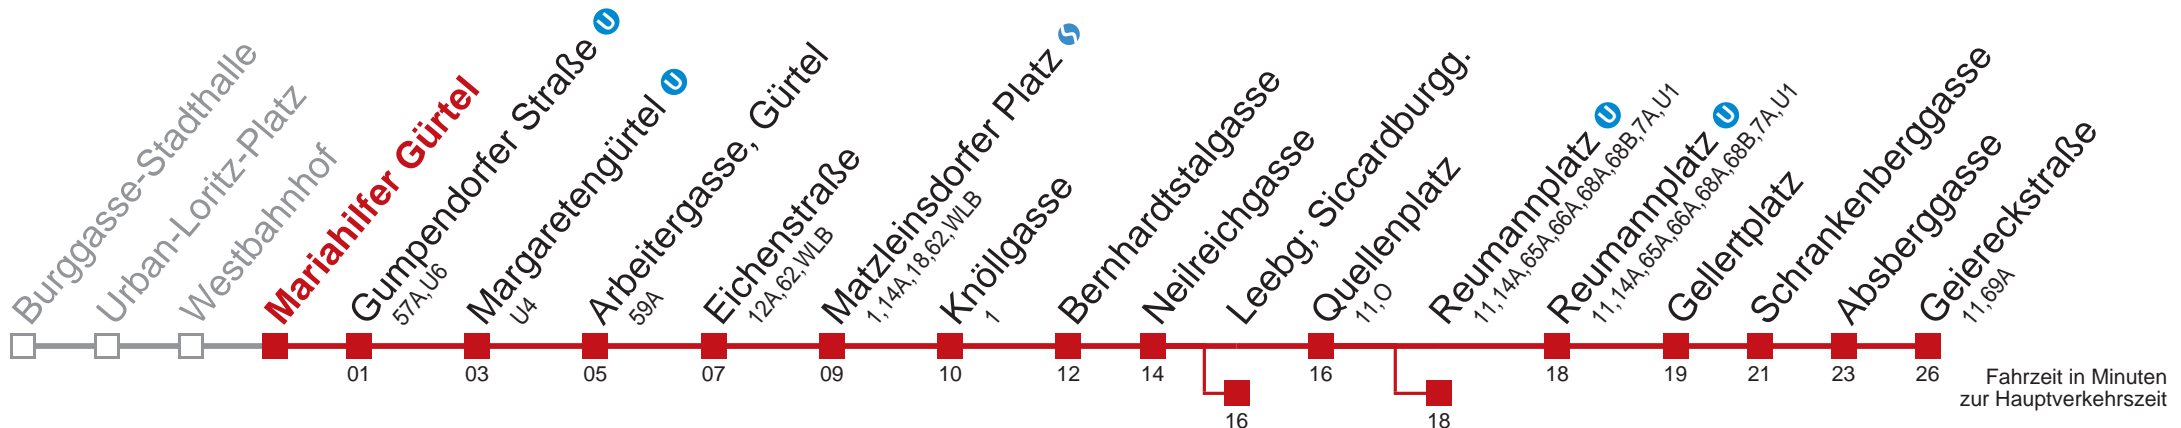 Burggasse-Stadthalle
Urban-Loritz-Platz
Westbahnhof
Mariahilfer Gürtel
Gumpendorfer Straße U
57A,U6
Margaretengürtel U
U4
Arbeitergasse, Gürtel
59A
Eichenstraße
12A,62,WLB
Matzleinsdorfer Platz S
1,14A,18,62,WLB
Knöllgasse
1
Bernhardtstalgasse
Neilreichgasse
Leebg; Siccardburgg.
Quellenplatz
11,O
Reumannplatz U
11,14A,65A,66A,68A,68B,7A,U1
Reumannplatz U
11,14A,65A,66A,68A,68B,7A,U1
Gellertplatz
Schrankenberggasse
Absberggasse
Geiereckstraße
11,69A
01 03 05 07 09 10 12 14 16 18 19 21 23 26
16 18
Fahrzeit in Minuten
zur Hauptverkehrszeit